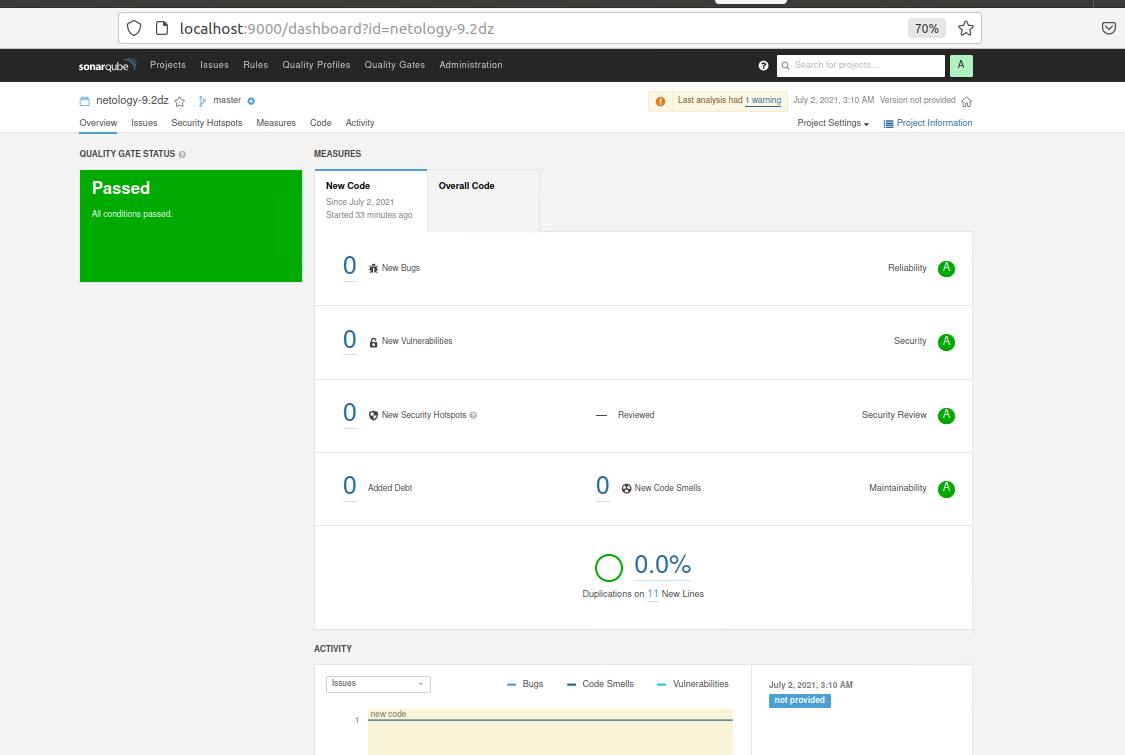 localhost:9000/dashboard?id=netology-9.2dz 70%
sonarqube Projects Issues Rules Quality Profiles Quality Gates Administration ? Search for projects... A
netology-9.2dz master Last analysis had 1 warning July 2, 2021, 3:10 AM Version not provided
Overview Issues Security Hotspots Measures Code Activity Project Settings Project Information
QUALITY GATE STATUS ? MEASURES
Passed
All conditions passed.
New Code Overall Code
Since July 2, 2021
Started 33 minutes ago
0 New Bugs Reliability A
0 New Vulnerabilities Security A
0 New Security Hotspots ? — Reviewed Security Review A
0 Added Debt 0 New Code Smells Maintainability A
0.0%
Duplications on 11 New Lines
ACTIVITY
Issues Bugs Code Smells Vulnerabilities July 2, 2021, 3:10 AM
not provided
new code
1